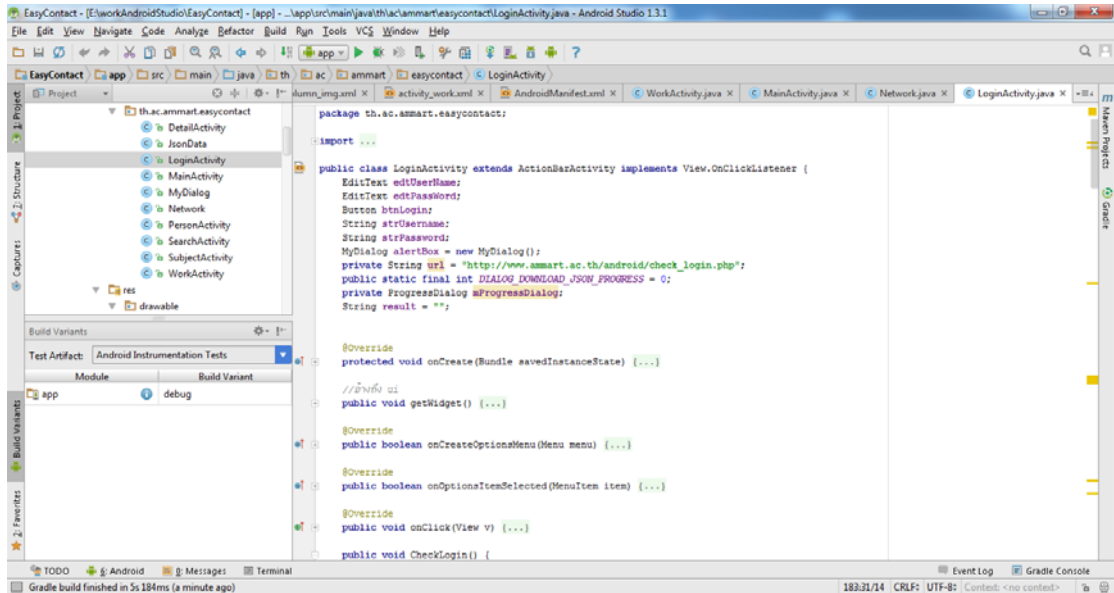 EasyContact - [E:\workAndroidStudio\EasyContact] - [app] - ...\app\src\main\java\th\ac\ammart\easycontact\LoginActivity.java - Android Studio 1.3.1
File Edit View Navigate Code Analyze Refactor Build Run Tools VCS Window Help
app
EasyContact app src main java th ac ammart easycontact LoginActivity
Project
lumn_img.xml activity_work.xml AndroidManifest.xml WorkActivity.java MainActivity.java Network.java LoginActivity.java
1: Project
2: Structure
Captures
Build Variants
2: Favorites
Maven Projects
Gradle
th.ac.ammart.easycontact
DetailActivity
JsonData
LoginActivity
MainActivity
MyDialog
Network
PersonActivity
SearchActivity
SubjectActivity
WorkActivity
res
drawable
Build Variants
Test Artifact: Android Instrumentation Tests
Module Build Variant
app debug
package th.ac.ammart.easycontact;
import ...
public class LoginActivity extends ActionBarActivity implements View.OnClickListener {
EditText edtUserName;
EditText edtPassWord;
Button btnLogin;
String strUsername;
String strPassword;
MyDialog alertBox = new MyDialog();
private String url = "http://www.ammart.ac.th/android/check_login.php";
public static final int DIALOG_DOWNLOAD_JSON_PROGRESS = 0;
private ProgressDialog mProgressDialog;
String result = "";
@Override
protected void onCreate(Bundle savedInstanceState) {...}
//อ้างถึง ui
public void getWidget() {...}
@Override
public boolean onCreateOptionsMenu(Menu menu) {...}
@Override
public boolean onOptionsItemSelected(MenuItem item) {...}
@Override
public void onClick(View v) {...}
public void CheckLogin() {
TODO 6: Android 0: Messages Terminal Event Log Gradle Console
Gradle build finished in 5s 184ms (a minute ago) 183:31/14 CRLF: UTF-8: Context: <no context>